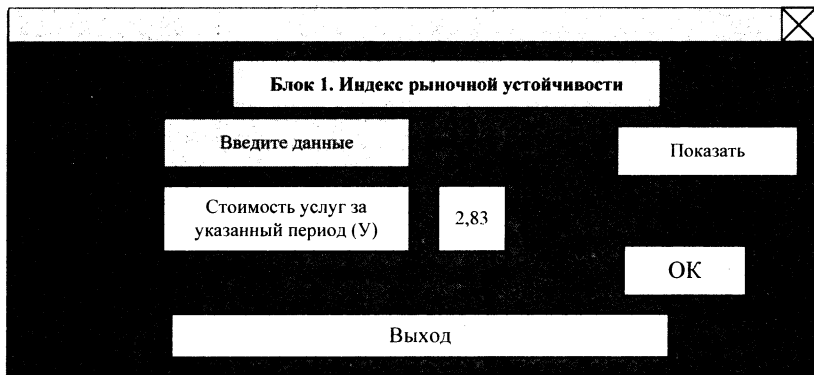 Блок 1. Индекс рыночной устойчивости
Введите данные
Показать
Стоимость услуг за
указанный период (У)
2,83
ОК
Выход